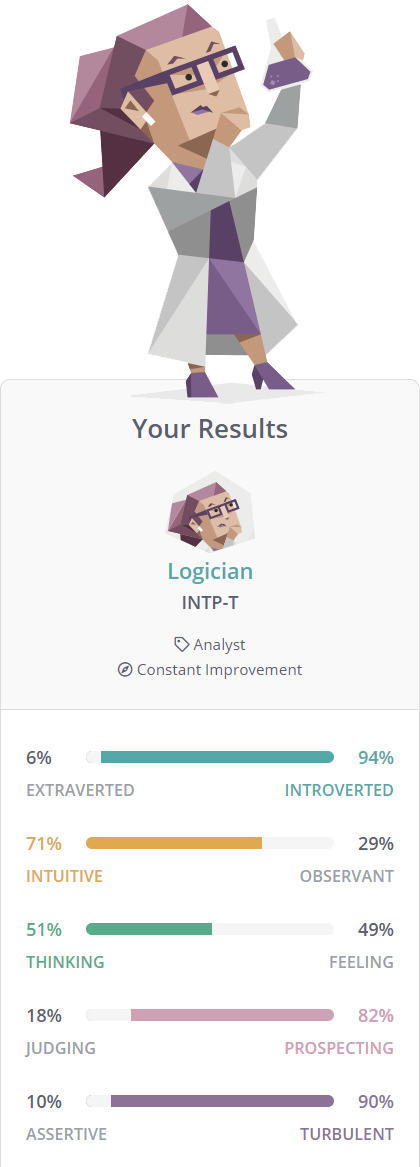 Your Results
Logician
INTP-T
Analyst
Constant Improvement
6% 94%
EXTRAVERTED INTROVERTED
71% 29%
INTUITIVE OBSERVANT
51% 49%
THINKING FEELING
18% 82%
JUDGING PROSPECTING
10% 90%
ASSERTIVE TURBULENT